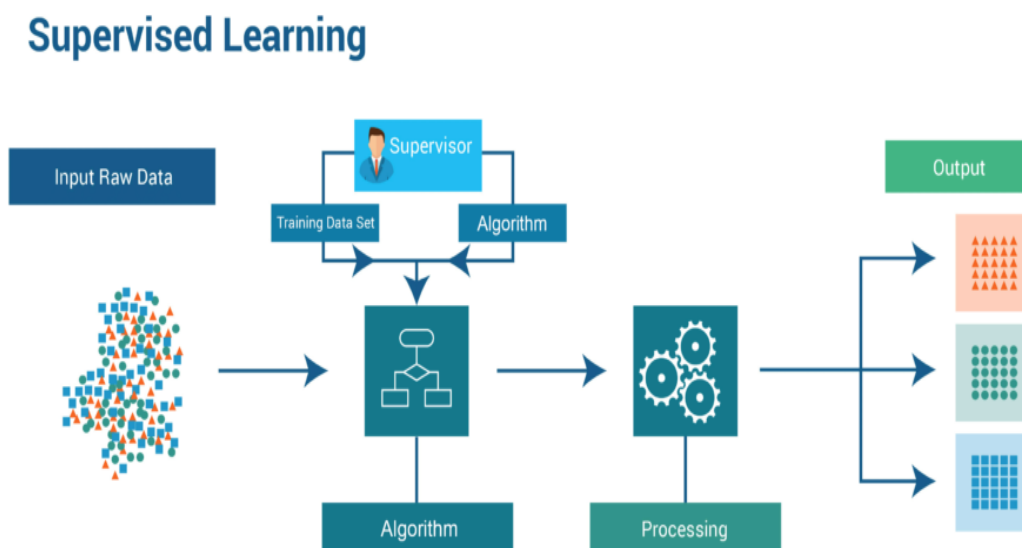 Supervised Learning
Supervisor
Input Raw Data
Output
Training Data Set
Algorithm
Algorithm
Processing